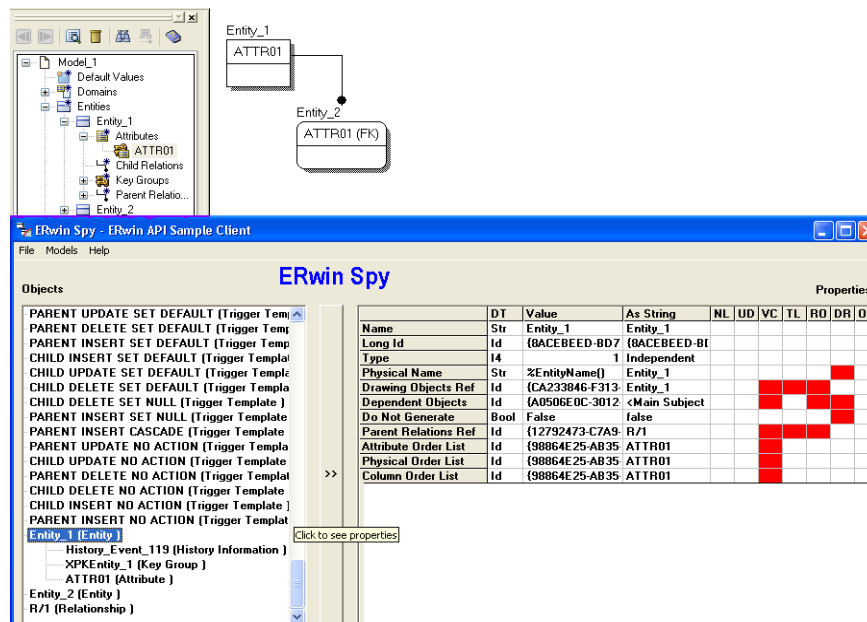 Model_1
Default Values
Domains
Entities
Entity_1
Attributes
ATTR01
Child Relations
Key Groups
Parent Relatio...
Entity_2
Entity_1
ATTR01
Entity_2
ATTR01 (FK)
ERwin Spy - ERwin API Sample Client
File Models Help
ERwin Spy
Objects
Properties
PARENT UPDATE SET DEFAULT (Trigger Temp
PARENT DELETE SET DEFAULT (Trigger Temp
PARENT INSERT SET DEFAULT (Trigger Temp
CHILD INSERT SET DEFAULT (Trigger Templat
CHILD UPDATE SET DEFAULT (Trigger Templa
CHILD DELETE SET DEFAULT (Trigger Templa
CHILD DELETE SET NULL (Trigger Template )
PARENT INSERT SET NULL (Trigger Template
PARENT INSERT CASCADE (Trigger Template
PARENT UPDATE NO ACTION (Trigger Templa
CHILD UPDATE NO ACTION (Trigger Template
PARENT DELETE NO ACTION (Trigger Templa
CHILD DELETE NO ACTION (Trigger Template
CHILD INSERT NO ACTION (Trigger Template )
PARENT INSERT NO ACTION (Trigger Templat
Entity_1 (Entity )
History_Event_119 (History Information )
XPKEntity_1 (Key Group )
ATTR01 (Attribute )
Entity_2 (Entity )
R/1 (Relationship )
>>
Click to see properties
DT Value As String NL UD VC TL RO DR O
Name Str Entity_1 Entity_1
Long Id Id {8ACEBEED-BD7 {8ACEBEED-BD
Type I4 1 Independent
Physical Name Str %EntityName() Entity_1
Drawing Objects Ref Id {CA233846-F313- Entity_1
Dependent Objects Id {A0506E0C-3012- <Main Subject
Do Not Generate Bool False false
Parent Relations Ref Id {12792473-C7A9- R/1
Attribute Order List Id {98864E25-AB35- ATTR01
Physical Order List Id {98864E25-AB35- ATTR01
Column Order List Id {98864E25-AB35- ATTR01